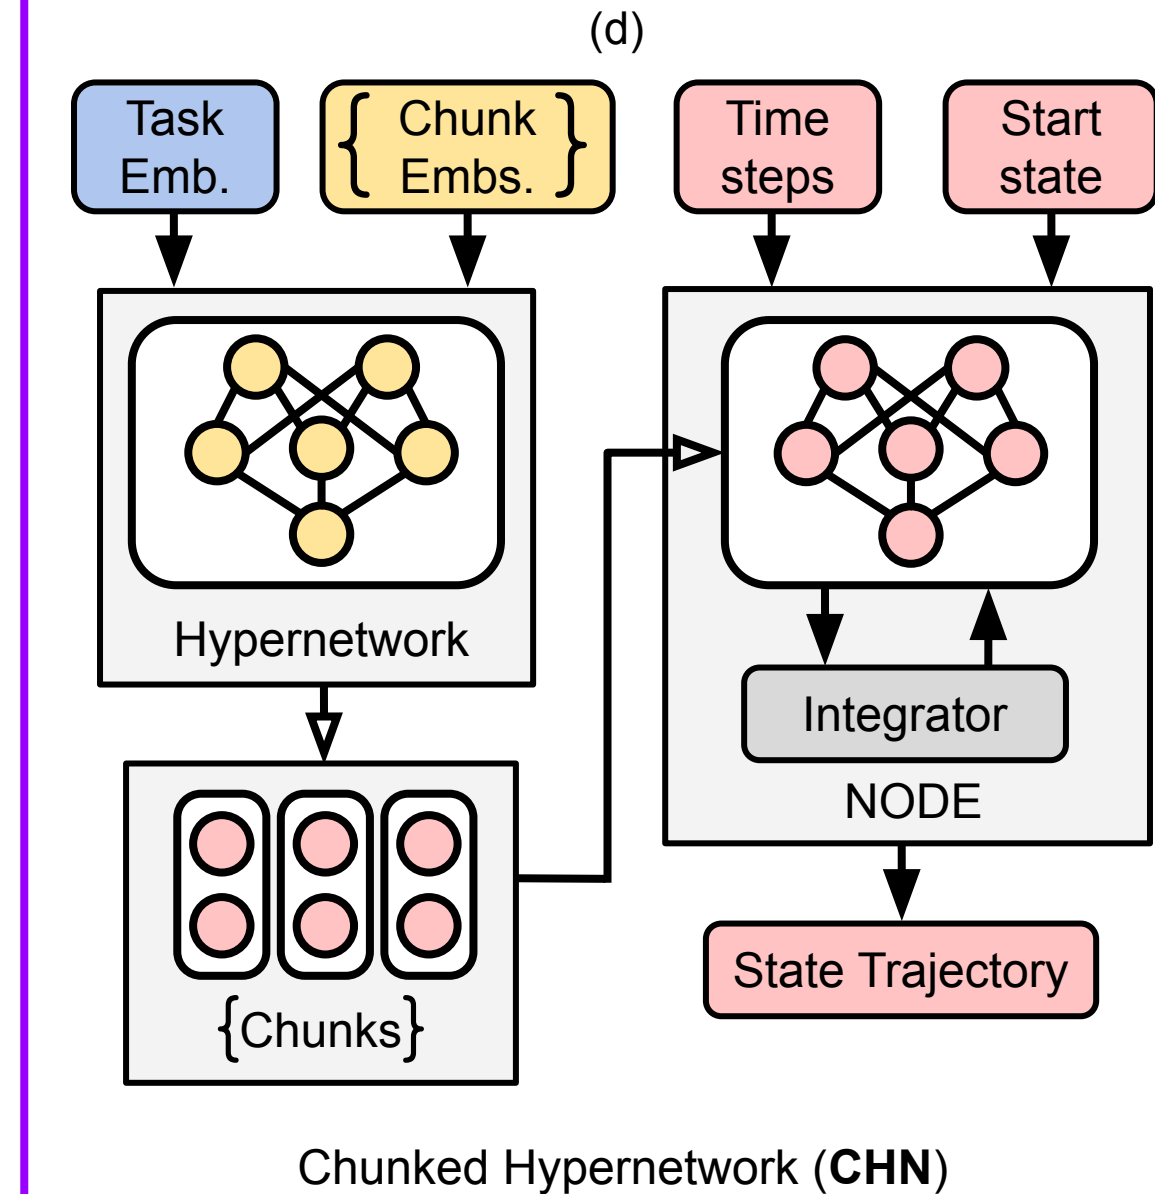 (d)
Task
Emb.
{ Chunk
Embs. }
Time
steps
Start
state
Hypernetwork
{Chunks}
Integrator
NODE
State Trajectory
Chunked Hypernetwork (CHN)